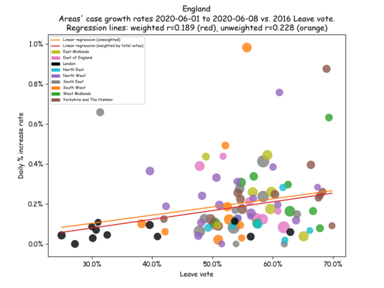 England
Areas' case growth rates 2020-06-01 to 2020-06-08 vs. 2016 Leave vote.
Regression lines: weighted r=0.189 (red), unweighted r=0.228 (orange)
Linear regression (unweighted)
Linear regression (weighted by total votes)
East Midlands
East of England
London
North East
North West
South East
South West
West Midlands
Yorkshire and The Humber
1.0%
0.8%
0.6%
0.4%
0.2%
0.0%
Daily % increase rate
30.0% 40.0% 50.0% 60.0% 70.0%
Leave vote